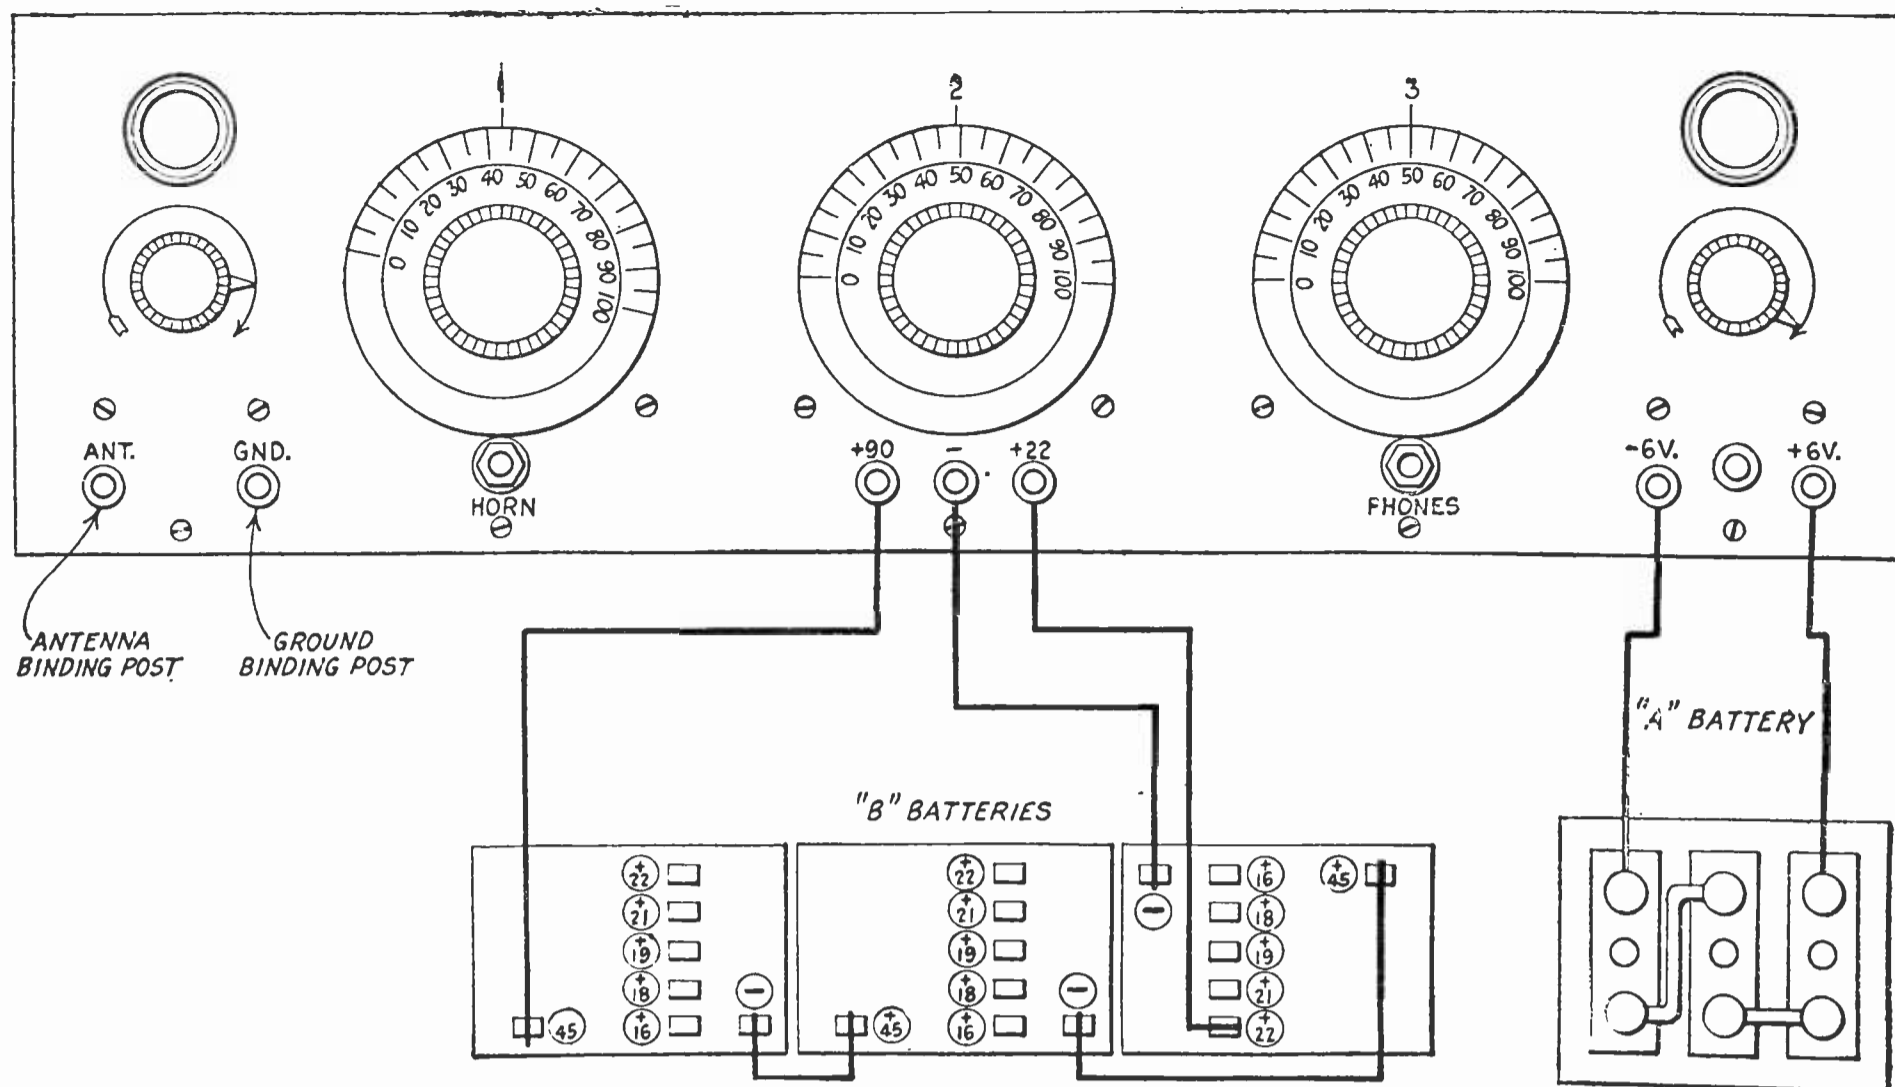 1 2 3
0 10 20 30 40 50 60 70 80 90 100
0 10 20 30 40 50 60 70 80 90 100
0 10 20 30 40 50 60 70 80 90 100
ANT. GND.
HORN
+90 - +22
PHONES
-6V. +6V.
ANTENNA
BINDING POST
GROUND
BINDING POST
"A" BATTERY
"B" BATTERIES
+22
+21
+19
+18
+16
45
-
+22
+21
+19
+18
+16
+45
-
-
+16
+18
+19
+21
+22
+45